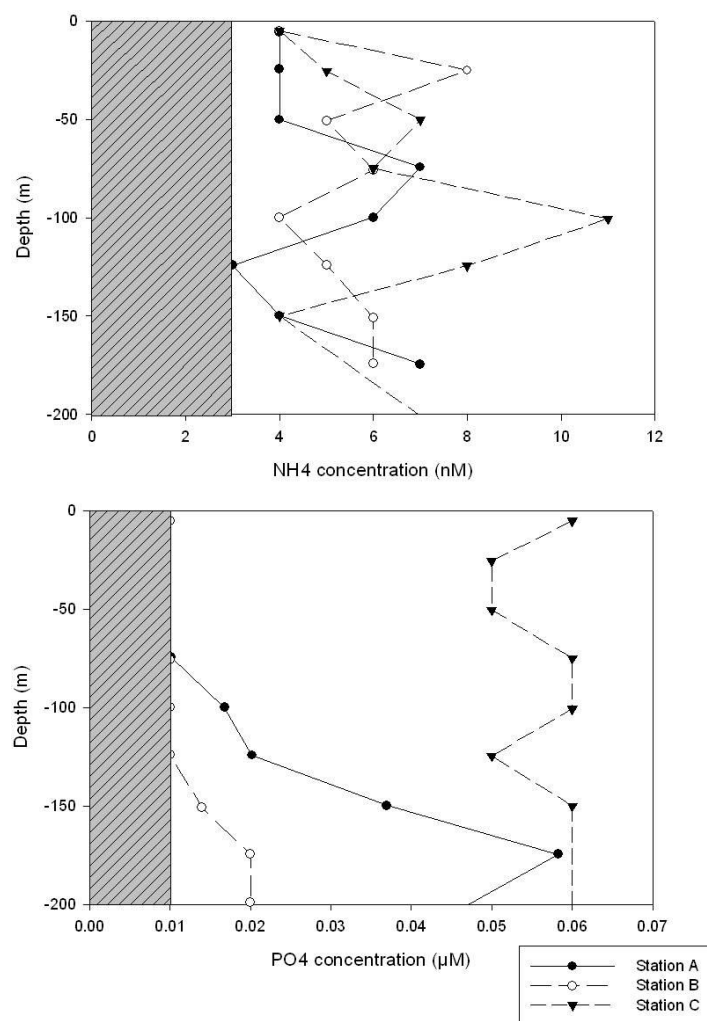 0
-50
-100
-150
-200
Depth (m)
0 2 4 6 8 10 12
NH4 concentration (nM)
0
-50
-100
-150
-200
Depth (m)
0.00 0.01 0.02 0.03 0.04 0.05 0.06 0.07
PO4 concentration (µM)
Station A
Station B
Station C